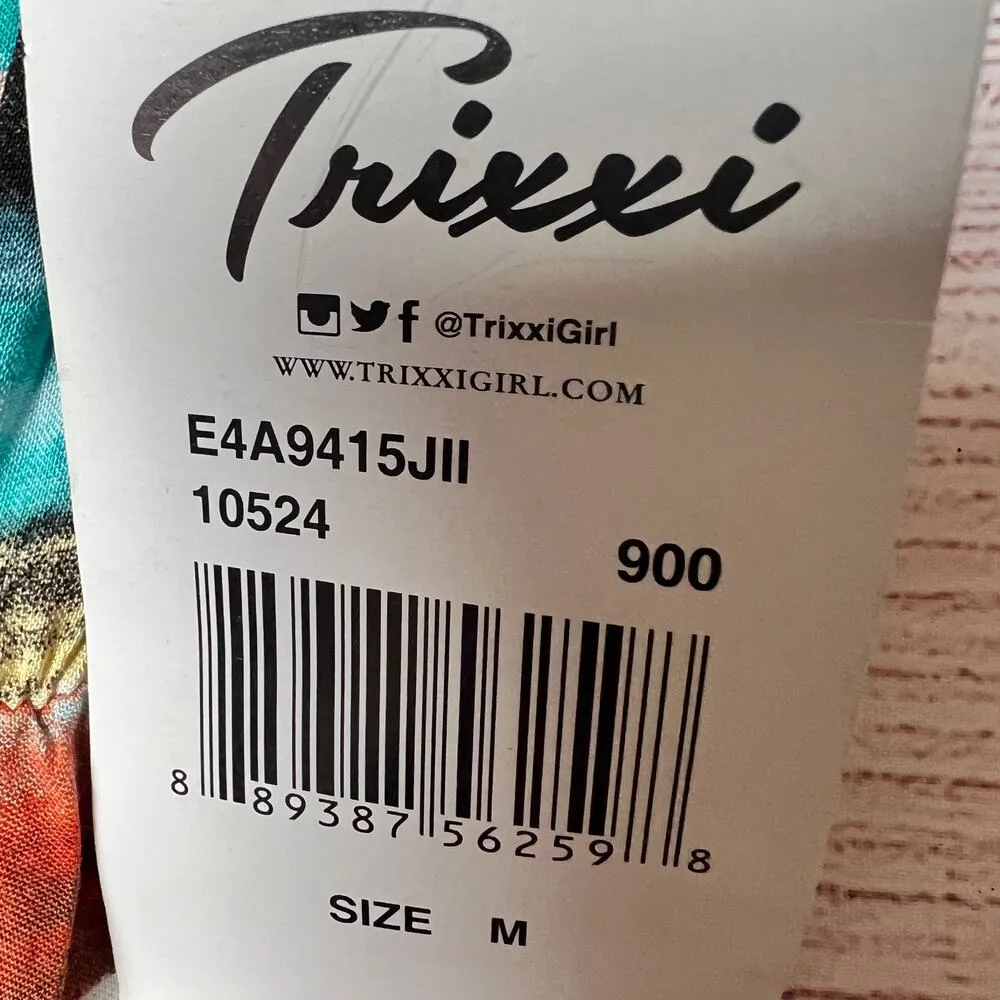 Trixxi
@TrixxiGirl
WWW.TRIXXIGIRL.COM
E4A9415JII
10524
900
8 89387 56259 8
SIZE M